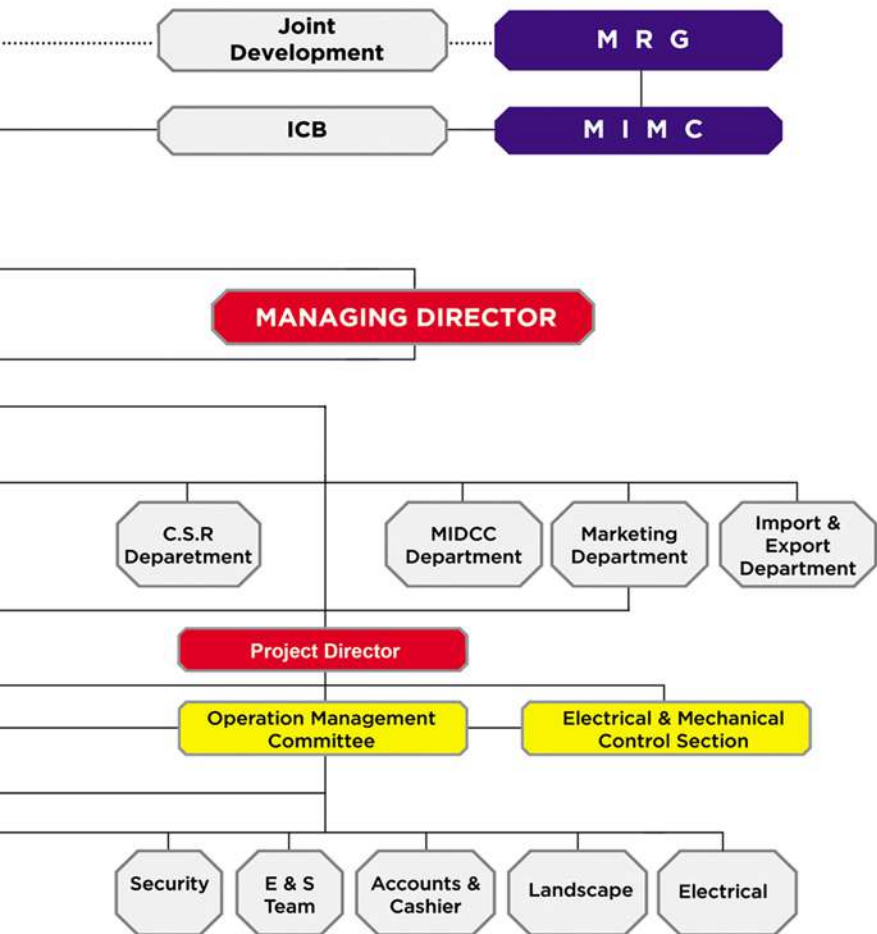 Joint
Development
M R G
ICB
M I M C
MANAGING DIRECTOR
C.S.R
Deparetment
MIDCC
Department
Marketing
Department
Import &
Export
Department
Project Director
Operation Management
Committee
Electrical & Mechanical
Control Section
Security
E & S
Team
Accounts &
Cashier
Landscape
Electrical